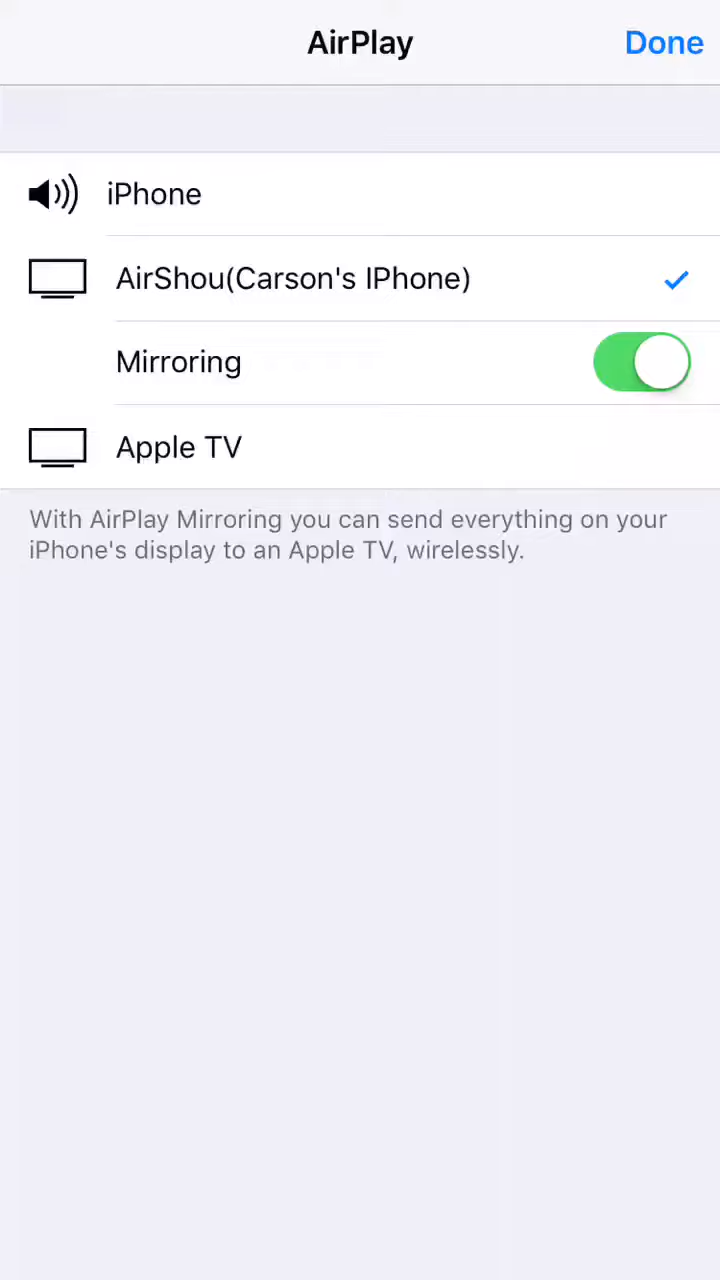 AirPlay
Done
iPhone
AirShou(Carson's IPhone)
Mirroring
Apple TV
With AirPlay Mirroring you can send everything on your
iPhone's display to an Apple TV, wirelessly.